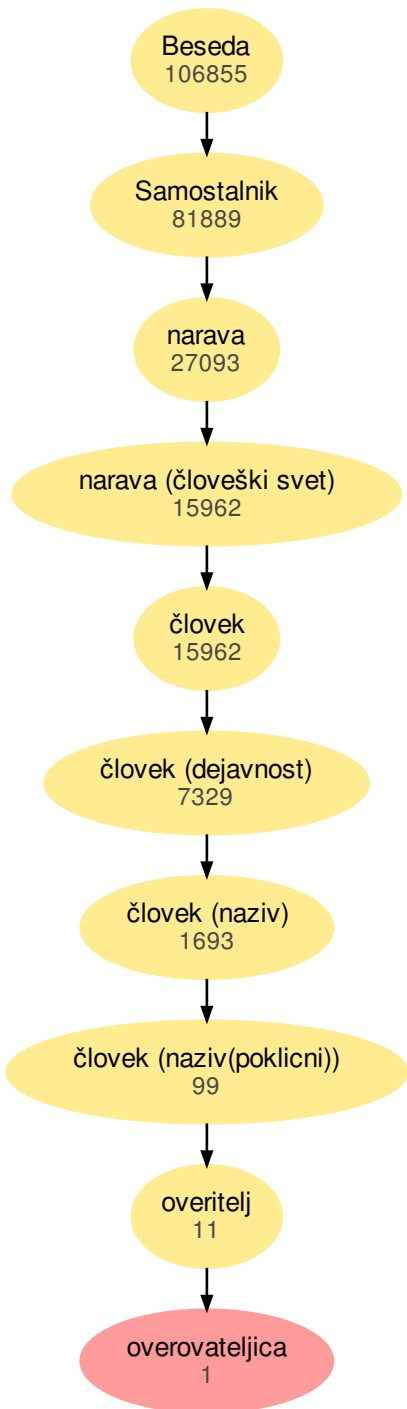 Beseda
106855
Samostalnik
81889
narava
27093
narava (človeški svet)
15962
človek
15962
človek (dejavnost)
7329
človek (naziv)
1693
človek (naziv(poklicni))
99
overitelj
11
overovateljica
1